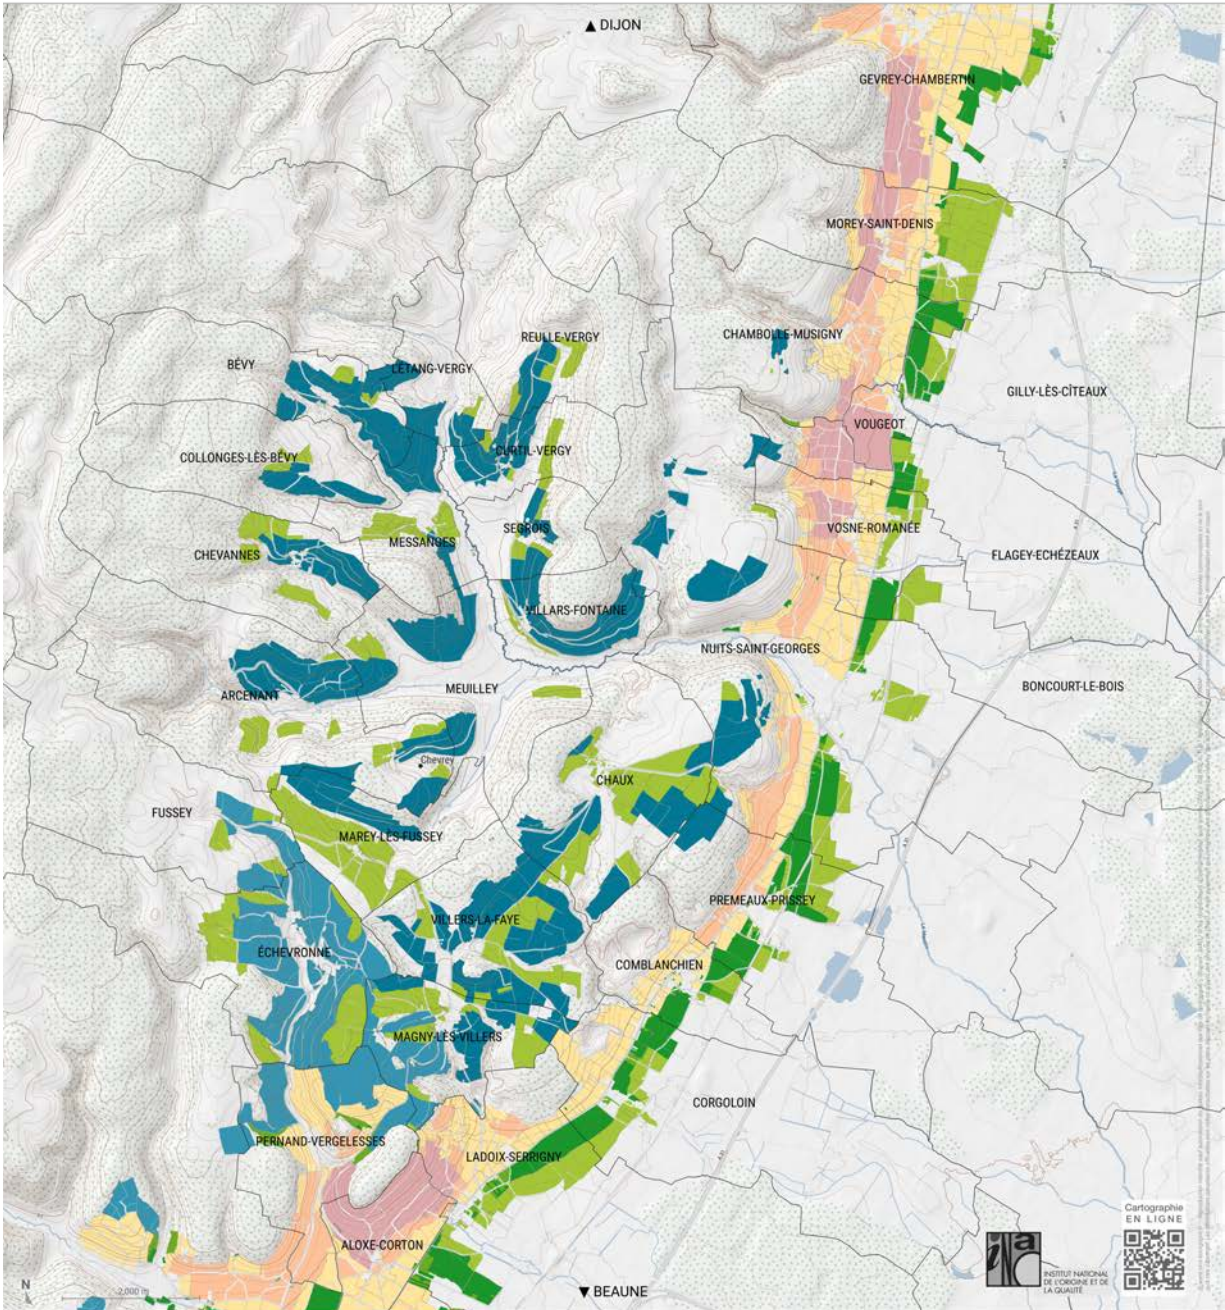 ▲ DIJON
GEVREY-CHAMBERTIN
MOREY-SAINT-DENIS
CHAMBOLLE-MUSIGNY
REULLE-VERGY
BÉVY
L'ÉTANG-VERGY
GILLY-LÈS-CÎTEAUX
VOUGEOT
CURTIL-VERGY
COLLONGES-LÈS-BÉVY
SEGROIS
VOSNE-ROMANÉE
MESSANGES
CHEVANNES
FLAGEY-ECHÉZEAUX
VILLARS-FONTAINE
NUITS-SAINT-GEORGES
MEUILLEY
BONCOURT-LE-BOIS
ARCENANT
Chevrey
CHAUX
FUSSEY
MAREY-LÈS-FUSSEY
PREMEAUX-PRISSEY
VILLERS-LA-FAYE
ÉCHEVRONNE
COMBLANCHIEN
MAGNY-LÈS-VILLERS
CORGOLOIN
PERNAND-VERGELESSES
LADOIX-SERRIGNY
ALOXE-CORTON
Cartographie
EN LIGNE
INSTITUT NATIONAL
DE L'ORIGINE ET DE
LA QUALITÉ
N
2,000 m
▼ BEAUNE